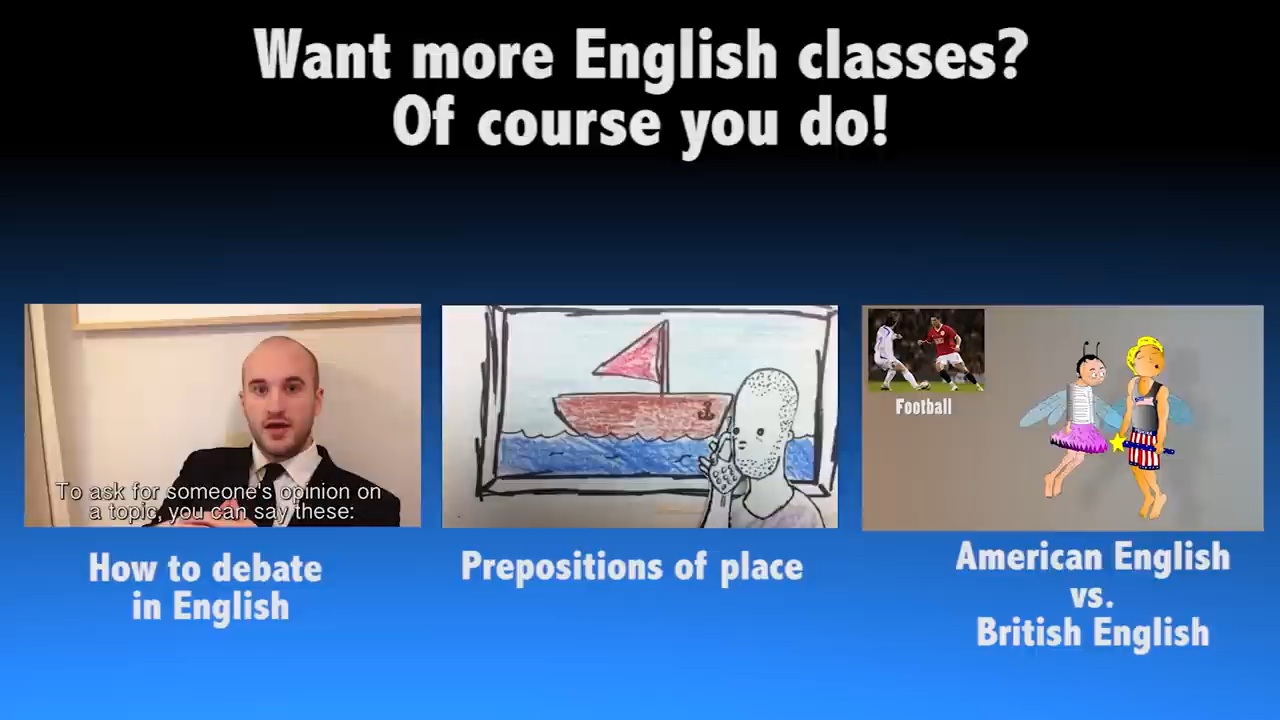 Want more English classes?
Of course you do!
To ask for someone's opinion on
a topic, you can say these:
Football
How to debate
in English
Prepositions of place
American English
vs.
British English